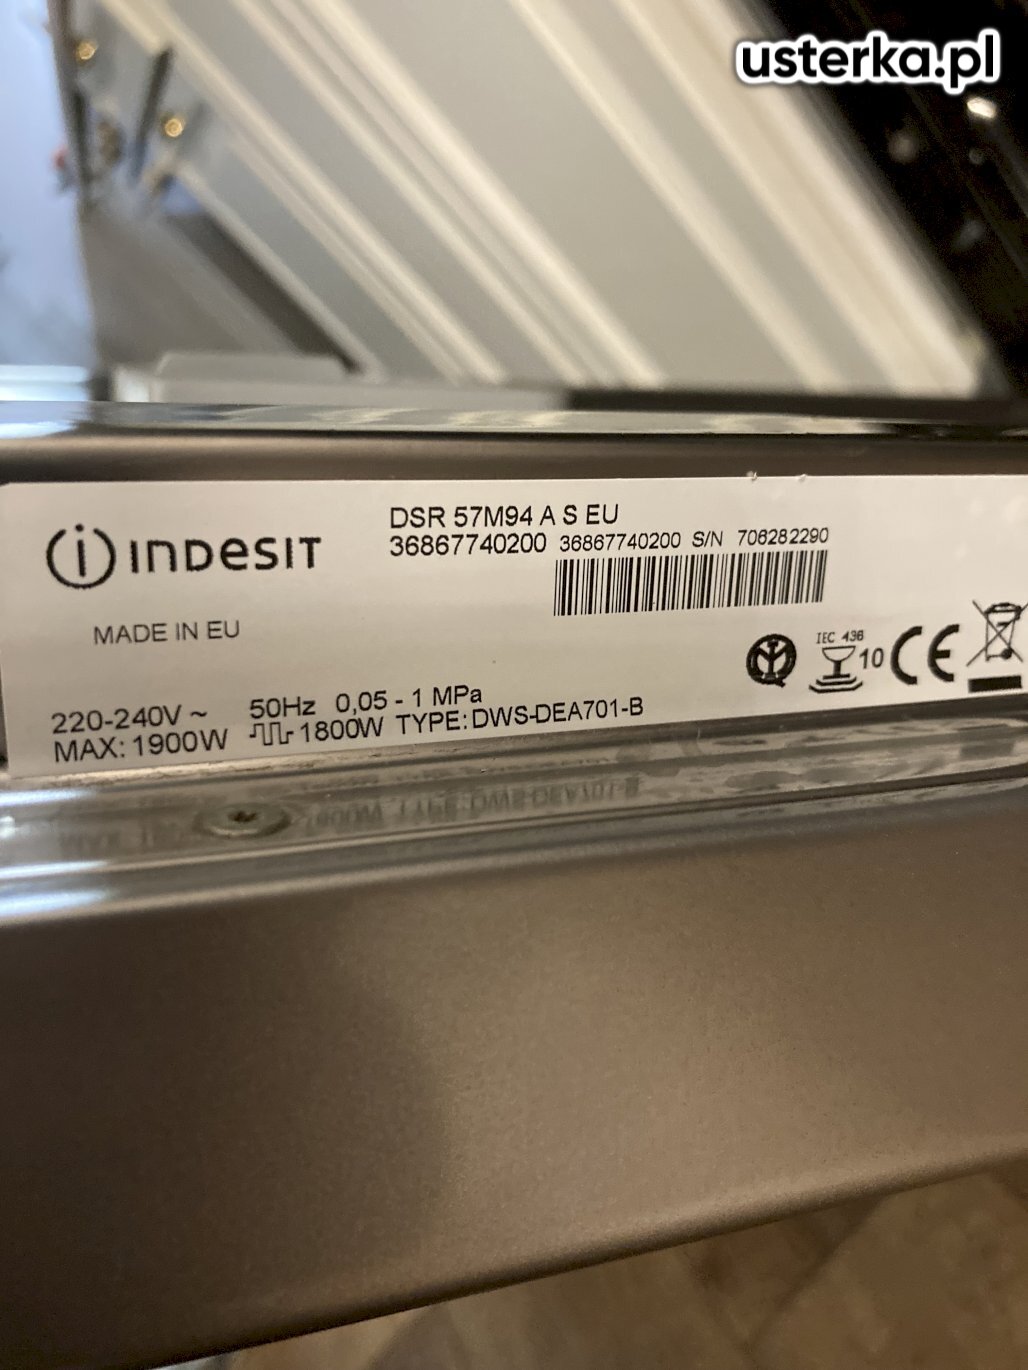 usterka.pl
DSR 57M94 A S EU
36867740200 36867740200 S/N 706282290
INDESIT
MADE IN EU
IEC 436
10
CE
220-240V ~ 50Hz 0,05 - 1 MPa
MAX: 1900W 1800W TYPE: DWS-DEA701-B